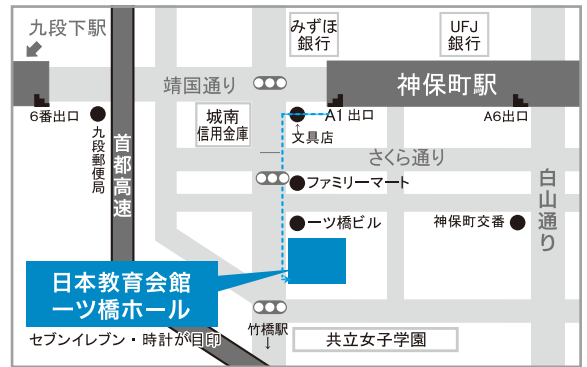 九段下駅
みずほ
銀行
UFJ
銀行
靖国通り
神保町駅
6番出口
九段郵便局
首都高速
城南
信用金庫
A1 出口
↑
文具店
A6出口
さくら通り
白山通り
ファミリーマート
一ツ橋ビル
神保町交番
日本教育会館
一ツ橋ホール
セブンイレブン・時計が目印
竹橋駅
↓
共立女子学園